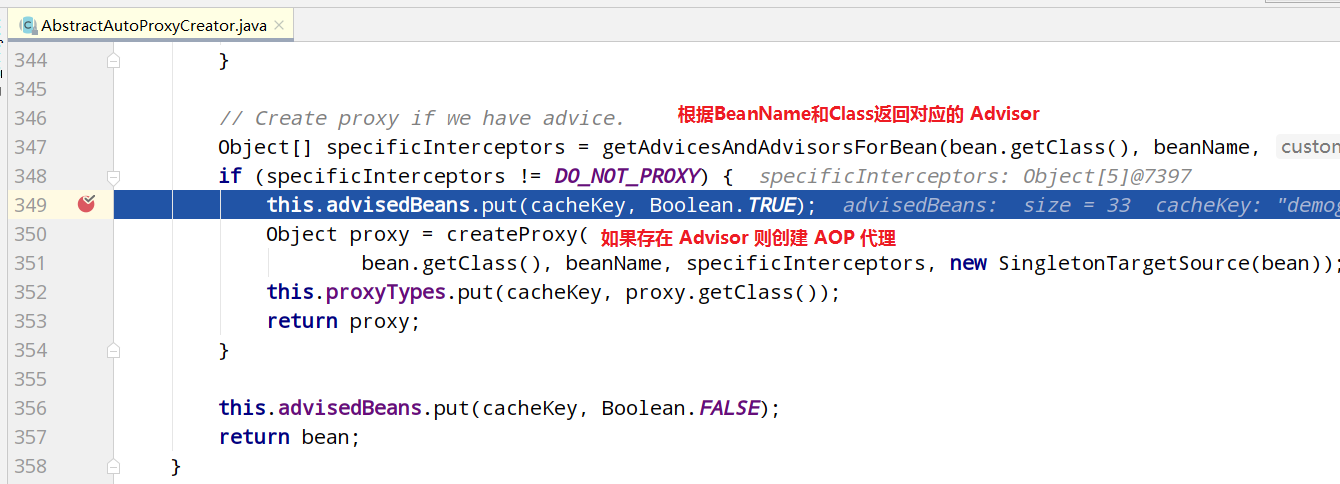 AbstractAutoProxyCreator.java
344 }
345
346 // Create proxy if we have advice. 根据BeanName和Class返回对应的 Advisor
347 Object[] specificInterceptors = getAdvicesAndAdvisorsForBean(bean.getClass(), beanName, custom
348 if (specificInterceptors != DO_NOT_PROXY) { specificInterceptors: Object[5]@7397
349 this.advisedBeans.put(cacheKey, Boolean.TRUE); advisedBeans: size = 33 cacheKey: "demog
350 Object proxy = createProxy( 如果存在 Advisor 则创建 AOP 代理
351 bean.getClass(), beanName, specificInterceptors, new SingletonTargetSource(bean));
352 this.proxyTypes.put(cacheKey, proxy.getClass());
353 return proxy;
354 }
355
356 this.advisedBeans.put(cacheKey, Boolean.FALSE);
357 return bean;
358 }